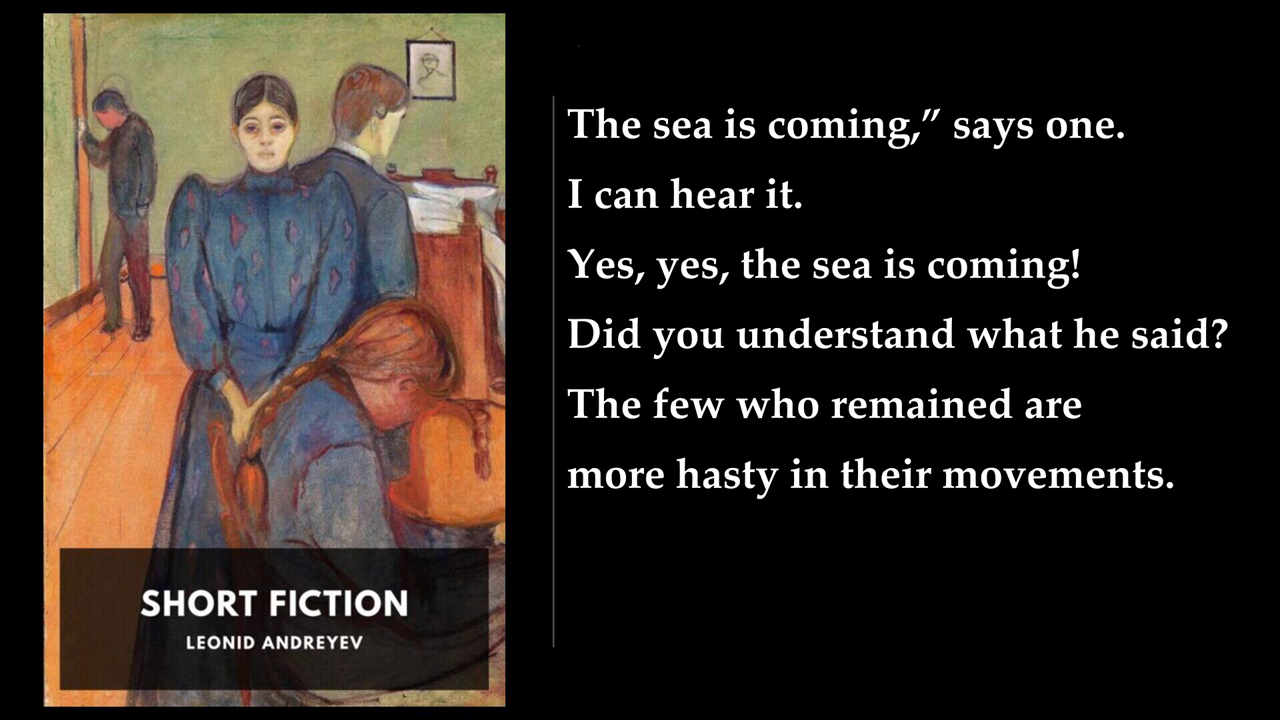 The sea is coming,” says one.
I can hear it.
Yes, yes, the sea is coming!
Did you understand what he said?
The few who remained are
more hasty in their movements.
SHORT FICTION
LEONID ANDREYEV